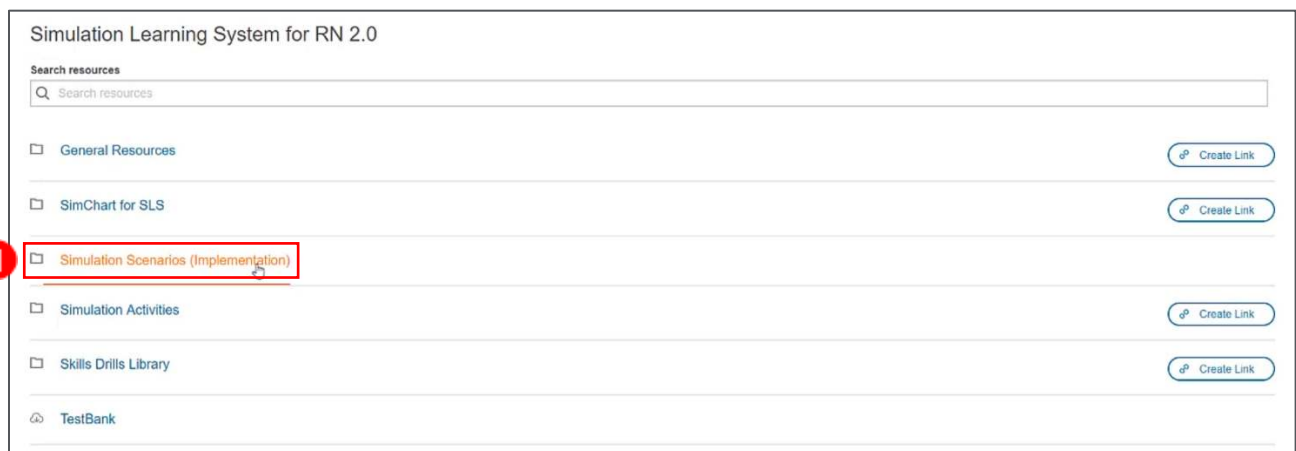 Simulation Learning System for RN 2.0
Search resources
Search resources
General Resources
Create Link
SimChart for SLS
Create Link
Simulation Scenarios (Implementation)
Simulation Activities
Create Link
Skills Drills Library
Create Link
TestBank